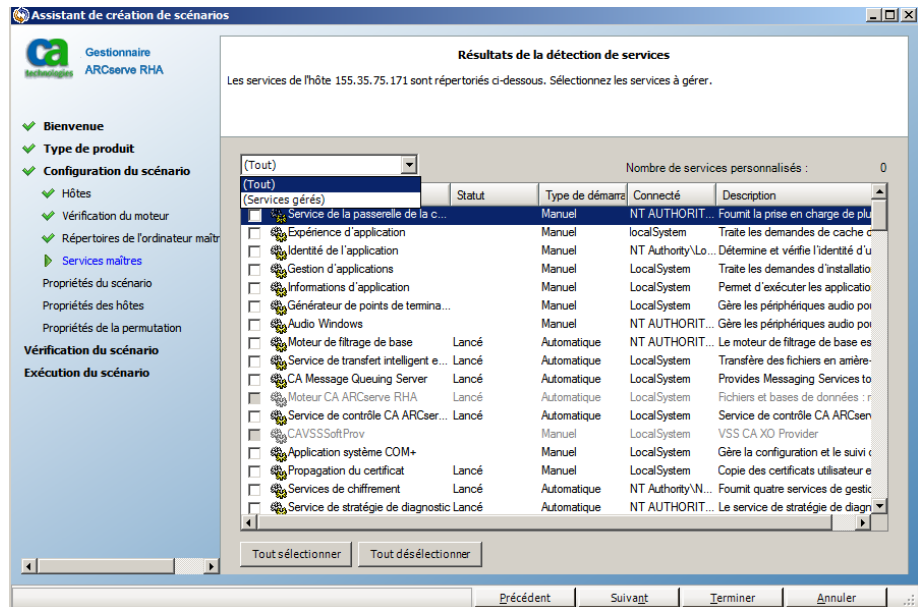 Assistant de création de scénarios
ca
technologies
Gestionnaire
ARCserve RHA
Bienvenue
Type de produit
Configuration du scénario
Hôtes
Vérification du moteur
Répertoires de l'ordinateur maîtr
Services maîtres
Propriétés du scénario
Propriétés des hôtes
Propriétés de la permutation
Vérification du scénario
Exécution du scénario
Résultats de la détection de services
Les services de l'hôte 155.35.75.171 sont répertoriés ci-dessous. Sélectionnez les services à gérer.
(Tout)
Nombre de services personnalisés : 0
(Tout)
(Services gérés)
Statut Type de démarra Connecté Description
Service de la passerelle de la c... Manuel NT AUTHORIT... Fournit la prise en charge de plu
Expérience d'application Manuel localSystem Traite les demandes de cache d
Identité de l'application Manuel NT Authority\Lo... Détermine et vérifie l'identité d'u
Gestion d'applications Manuel LocalSystem Traite les demandes d'installatio
Informations d'application Manuel LocalSystem Permet d'exécuter les applicatio
Générateur de points de termina... Manuel LocalSystem Gère les périphériques audio pou
Audio Windows Manuel NT AUTHORIT... Gère les périphériques audio pou
Moteur de filtrage de base Lancé Automatique NT AUTHORIT... Le moteur de filtrage de base es
Service de transfert intelligent e... Lancé Automatique LocalSystem Transfère des fichiers en arrière-
CA Message Queuing Server Lancé Automatique LocalSystem Provides Messaging Services to
Moteur CA ARCserve RHA Lancé Automatique LocalSystem Fichiers et bases de données : r
Service de contrôle CA ARCser... Lancé Automatique LocalSystem Service de contrôle CA ARCserv
CAVSSSoftProv Manuel LocalSystem VSS CA XO Provider
Application système COM+ Manuel LocalSystem Gère la configuration et le suivi d
Propagation du certificat Lancé Manuel LocalSystem Copie des certificats utilisateur e
Services de chiffrement Lancé Automatique NT Authority\N... Fournit quatre services de gestio
Service de stratégie de diagnostic Lancé Automatique NT AUTHORIT... Le service de stratégie de diagn
Tout sélectionner Tout désélectionner
Précédent Suivant Terminer Annuler